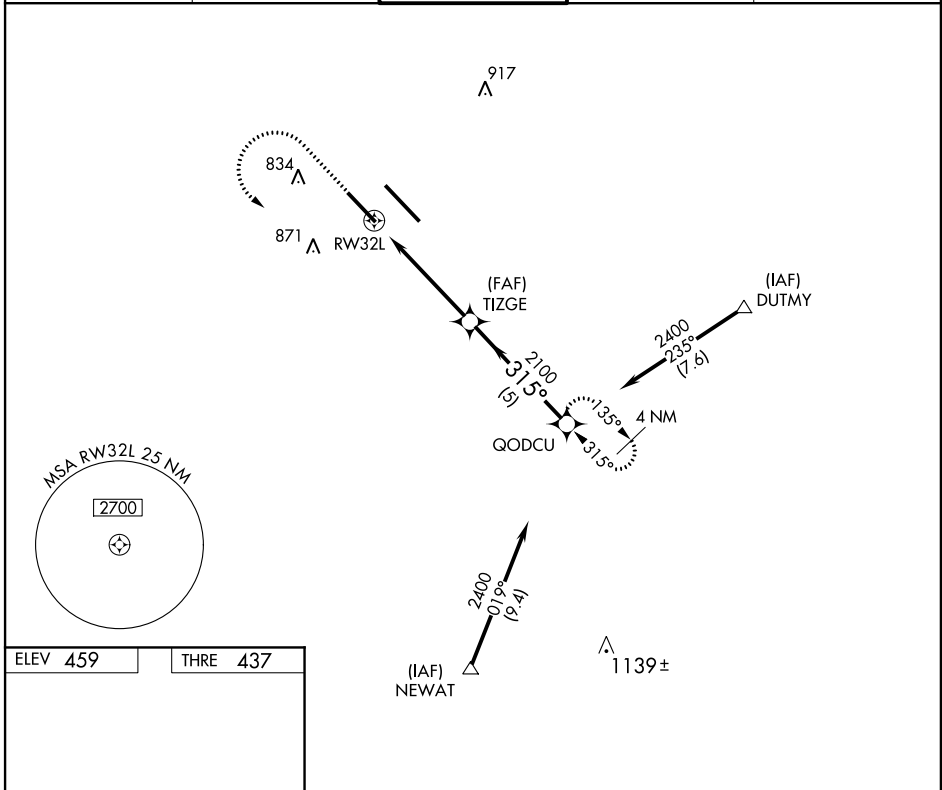 917
834
871
RW32L
(FAF)
TIZGE
(IAF)
DUTMY
2400
235°
(7.6)
2100
315°
(5)
135°
4 NM
315°
QODCU
MSA RW32L 25 NM
2700
2400
019°
(9.4)
(IAF)
NEWAT
1139±
ELEV 459
THRE 437